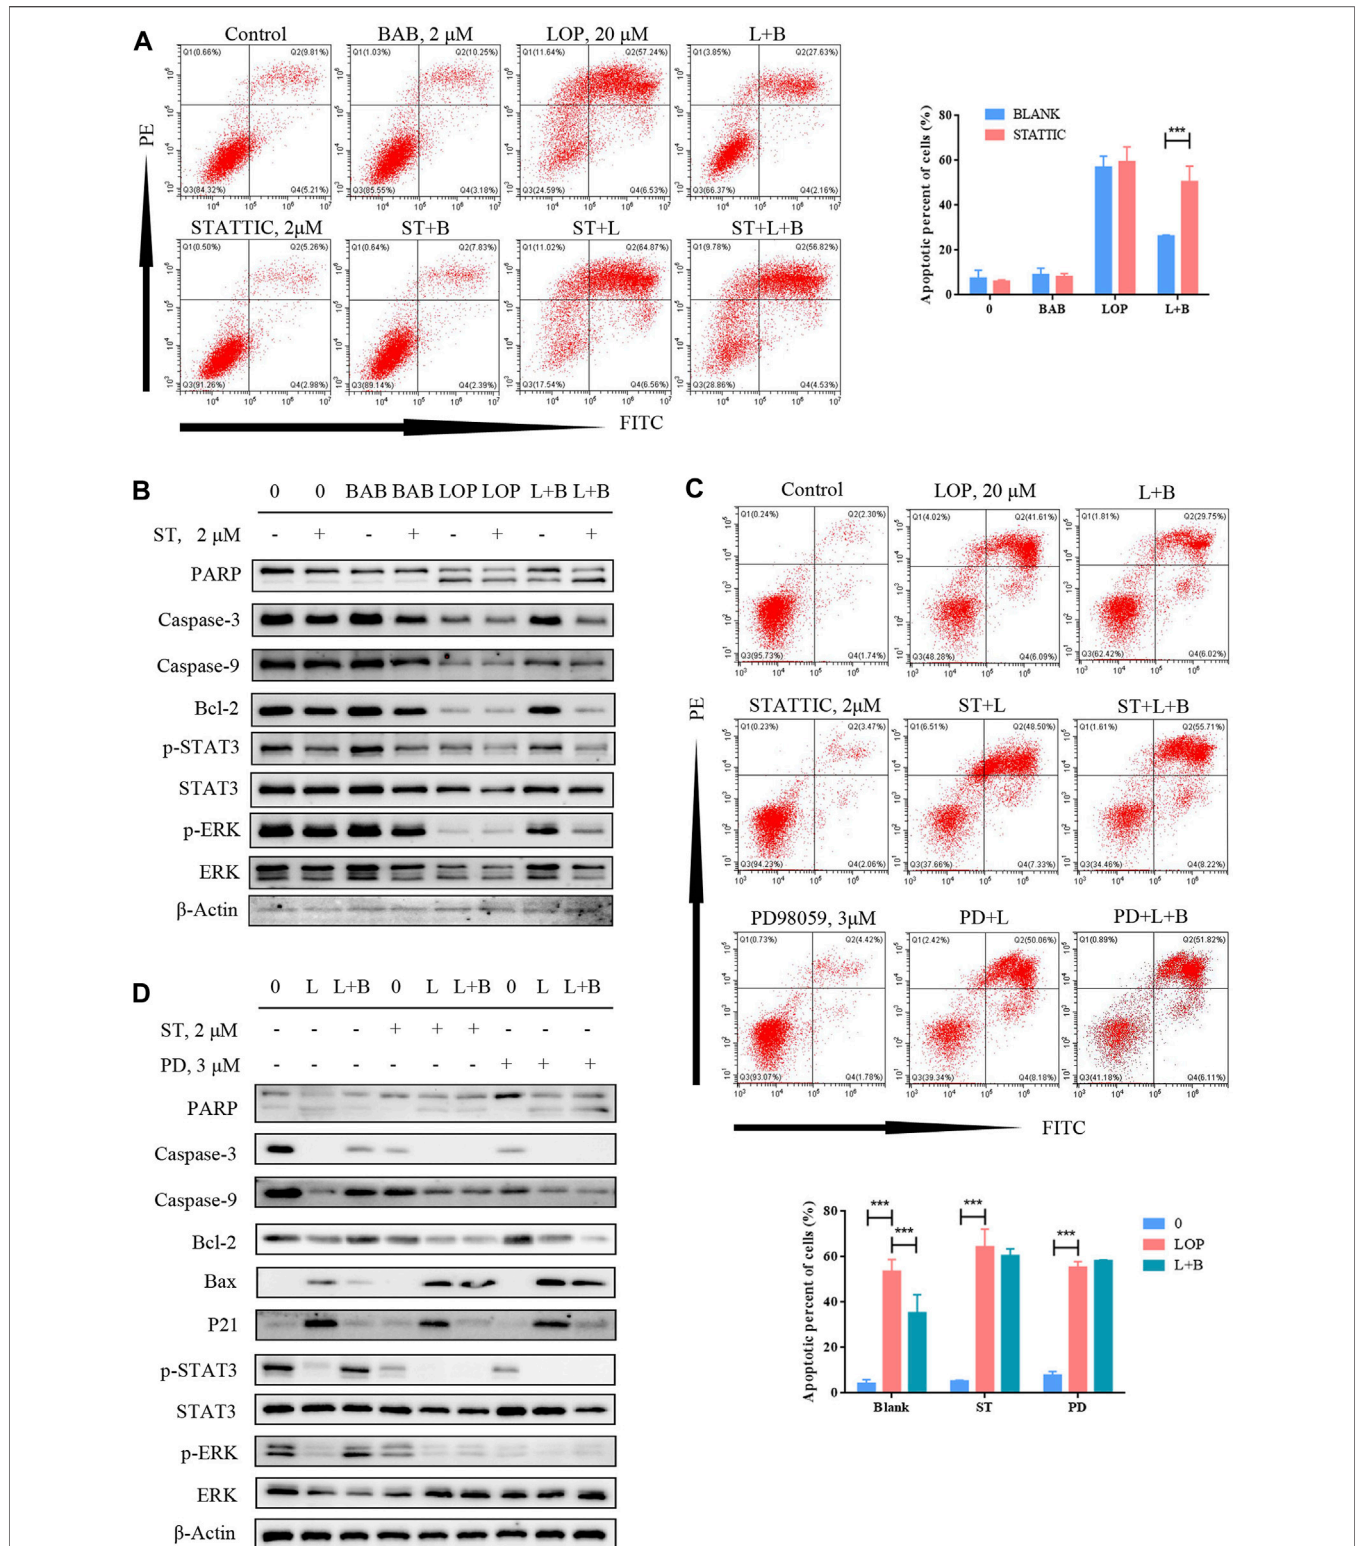 A
Control
BAB, 2 μM
LOP, 20 μM
L+B
Q1(0.66%) Q2(9.81%)
Q3(84.32%) Q4(5.21%)
Q1(1.03%) Q2(10.25%)
Q3(85.55%) Q4(3.18%)
Q1(11.64%) Q2(57.24%)
Q3(24.59%) Q4(6.53%)
Q1(3.85%) Q2(27.63%)
Q3(66.37%) Q4(2.16%)
PE
STATTIC, 2μM
ST+B
ST+L
ST+L+B
Q1(0.50%) Q2(5.26%)
Q3(91.26%) Q4(2.98%)
Q1(0.64%) Q2(7.83%)
Q3(89.14%) Q4(2.39%)
Q1(11.02%) Q2(64.87%)
Q3(17.54%) Q4(6.56%)
Q1(9.78%) Q2(56.82%)
Q3(28.86%) Q4(4.53%)
FITC
Apoptotic percent of cells (%)
80
60
40
20
0
BLANK
STATTIC
***
0 BAB LOP L+B
B
0 0 BAB BAB LOP LOP L+B L+B
ST, 2 μM - + - + - + - +
PARP
Caspase-3
Caspase-9
Bcl-2
p-STAT3
STAT3
p-ERK
ERK
β-Actin
C
Control
LOP, 20 μM
L+B
Q1(0.24%) Q2(2.30%)
Q3(95.73%) Q4(1.74%)
Q1(4.02%) Q2(41.61%)
Q3(48.28%) Q4(6.09%)
Q1(1.81%) Q2(29.75%)
Q3(62.42%) Q4(6.02%)
PE
STATTIC, 2μM
ST+L
ST+L+B
Q1(0.23%) Q2(3.47%)
Q3(94.23%) Q4(2.06%)
Q1(6.51%) Q2(48.50%)
Q3(37.66%) Q4(7.33%)
Q1(1.61%) Q2(55.71%)
Q3(34.46%) Q4(8.22%)
PD98059, 3μM
PD+L
PD+L+B
Q1(0.73%) Q2(4.42%)
Q3(93.07%) Q4(1.78%)
Q1(2.42%) Q2(50.06%)
Q3(39.34%) Q4(8.18%)
Q1(0.89%) Q2(51.82%)
Q3(41.18%) Q4(6.11%)
FITC
Apoptotic percent of cells (%)
80
60
40
20
0
*** *** *** ***
0
LOP
L+B
Blank ST PD
D
0 L L+B 0 L L+B 0 L L+B
ST, 2 μM - - - + + + - - -
PD, 3 μM - - - - - - + + +
PARP
Caspase-3
Caspase-9
Bcl-2
Bax
P21
p-STAT3
STAT3
p-ERK
ERK
β-Actin